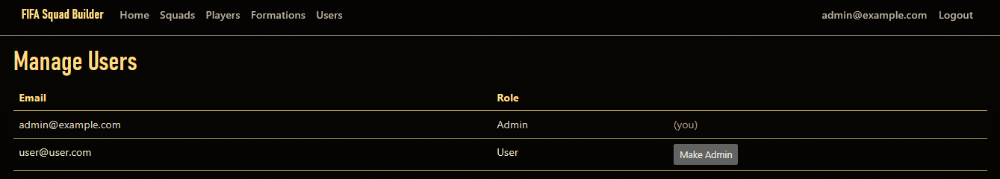 FIFA Squad Builder Home Squads Players Formations Users admin@example.com Logout
Manage Users
Email Role
admin@example.com Admin (you)
user@user.com User Make Admin